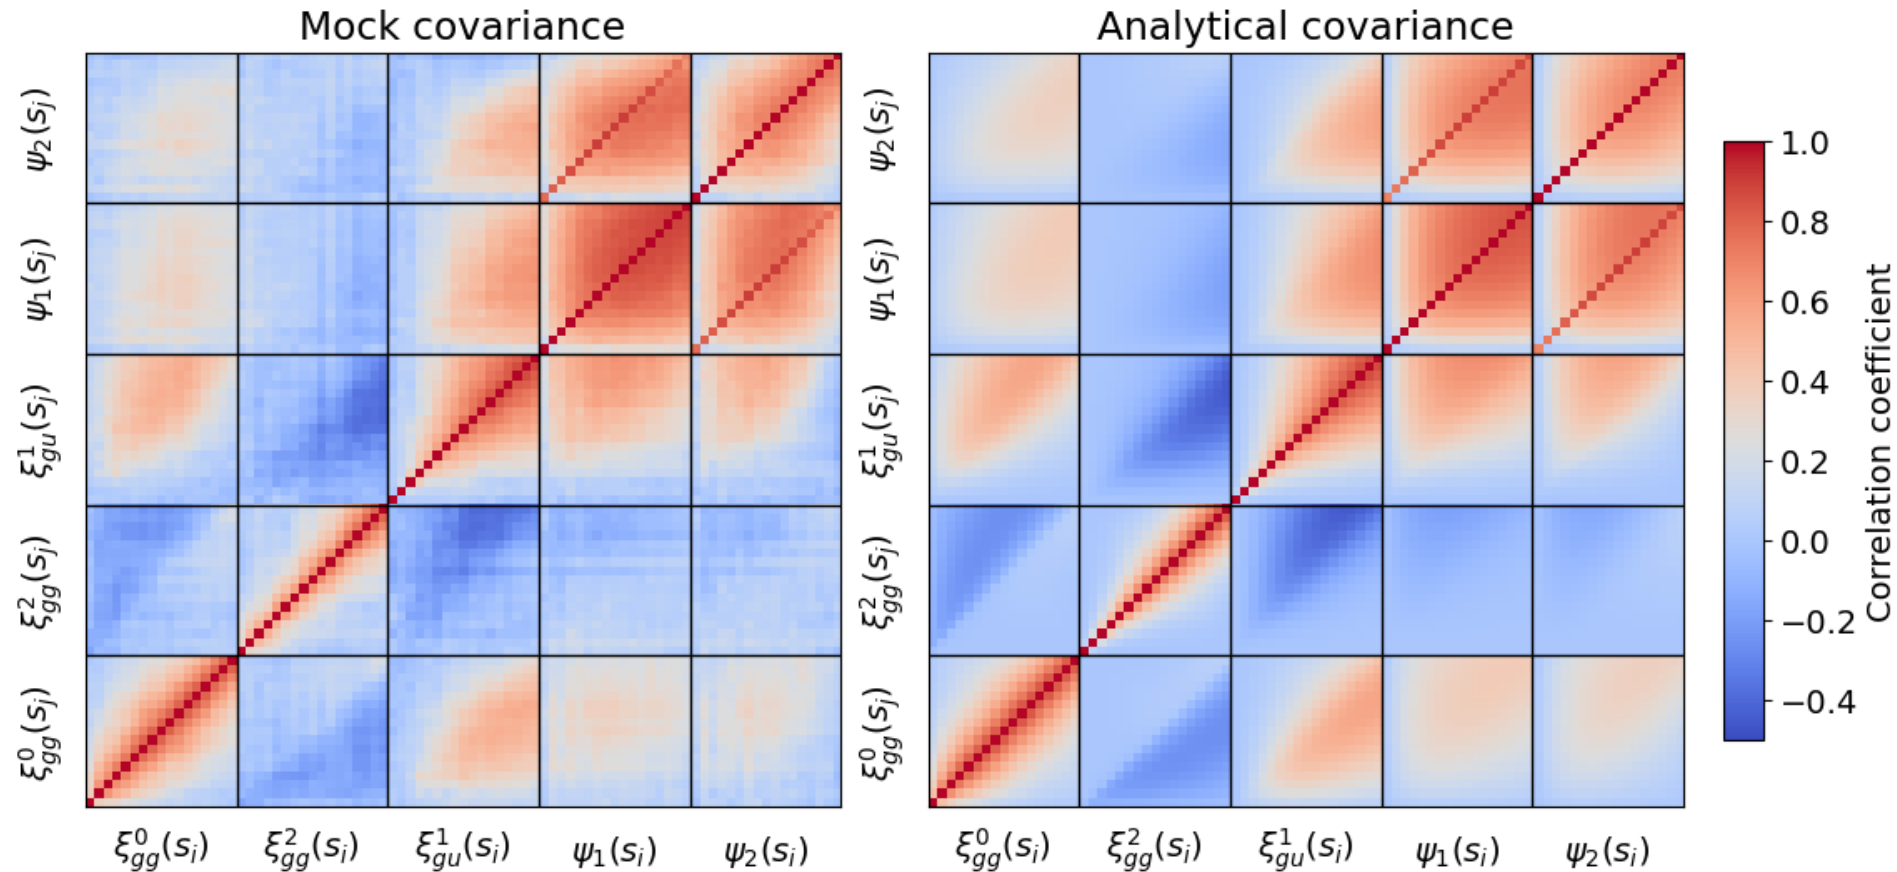 Mock covariance
Analytical covariance
ψ₂(sⱼ)
ψ₁(sⱼ)
ξ¹gu(sⱼ)
ξ²gg(sⱼ)
ξ⁰gg(sⱼ)
ξ⁰gg(sᵢ)
ξ²gg(sᵢ)
ξ¹gu(sᵢ)
ψ₁(sᵢ)
ψ₂(sᵢ)
ψ₂(sⱼ)
ψ₁(sⱼ)
ξ¹gu(sⱼ)
ξ²gg(sⱼ)
ξ⁰gg(sⱼ)
ξ⁰gg(sᵢ)
ξ²gg(sᵢ)
ξ¹gu(sᵢ)
ψ₁(sᵢ)
ψ₂(sᵢ)
1.0
0.8
0.6
0.4
0.2
0.0
−0.2
−0.4
Correlation coefficient